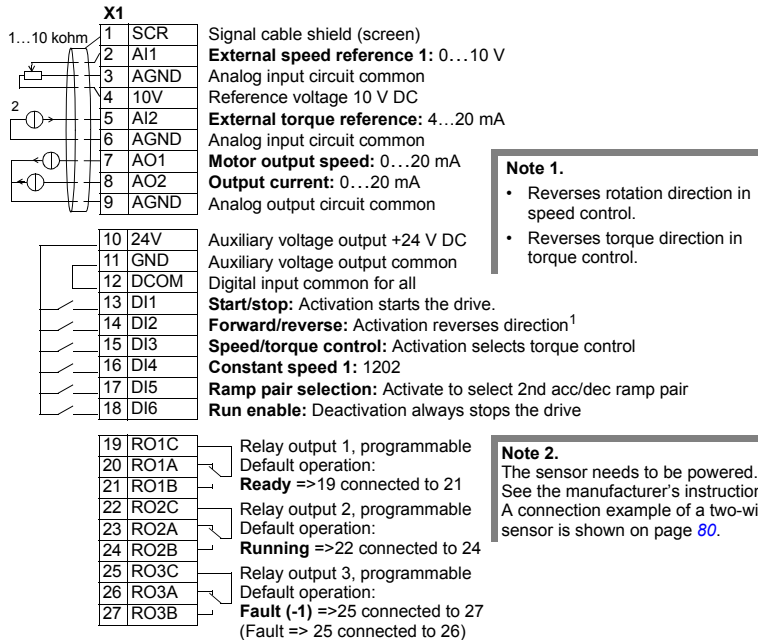 X1
1…10 kohm
1 SCR Signal cable shield (screen)
2 AI1 External speed reference 1: 0…10 V
3 AGND Analog input circuit common
4 10V Reference voltage 10 V DC
2
5 AI2 External torque reference: 4…20 mA
6 AGND Analog input circuit common
7 AO1 Motor output speed: 0…20 mA
8 AO2 Output current: 0…20 mA
9 AGND Analog output circuit common
Note 1.
• Reverses rotation direction in
speed control.
• Reverses torque direction in
torque control.
10 24V Auxiliary voltage output +24 V DC
11 GND Auxiliary voltage output common
12 DCOM Digital input common for all
13 DI1 Start/stop: Activation starts the drive.
14 DI2 Forward/reverse: Activation reverses direction1
15 DI3 Speed/torque control: Activation selects torque control
16 DI4 Constant speed 1: 1202
17 DI5 Ramp pair selection: Activate to select 2nd acc/dec ramp pair
18 DI6 Run enable: Deactivation always stops the drive
19 RO1C Relay output 1, programmable
20 RO1A Default operation:
21 RO1B Ready =>19 connected to 21
22 RO2C Relay output 2, programmable
23 RO2A Default operation:
24 RO2B Running =>22 connected to 24
25 RO3C Relay output 3, programmable
26 RO3A Default operation:
27 RO3B Fault (-1) =>25 connected to 27
(Fault => 25 connected to 26)
Note 2.
The sensor needs to be powered.
See the manufacturer's instruction
A connection example of a two-wi
sensor is shown on page 80.